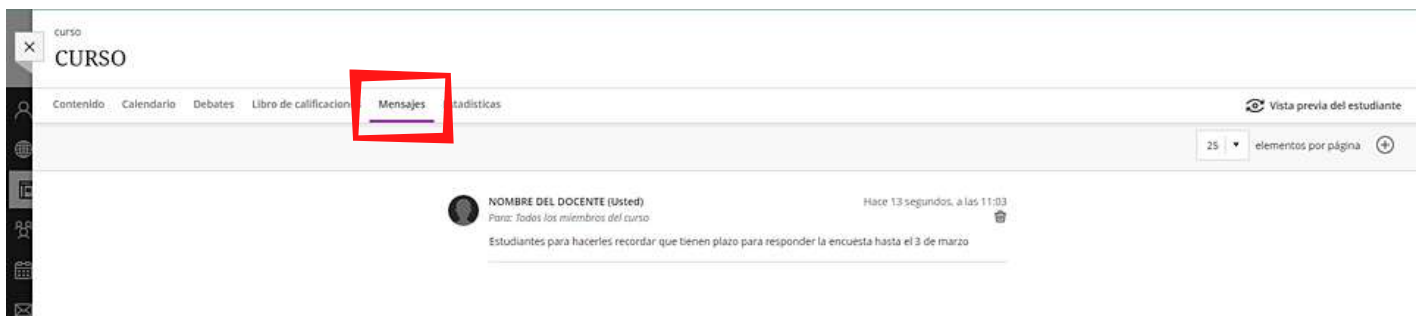 curso
CURSO
Contenido Calendario Debates Libro de calificacione Mensajes stadísticas
Vista previa del estudiante
25 elementos por página
NOMBRE DEL DOCENTE (Usted) Hace 13 segundos, a las 11:03
Para: Todos los miembros del curso
Estudiantes para hacerles recordar que tienen plazo para responder la encuesta hasta el 3 de marzo